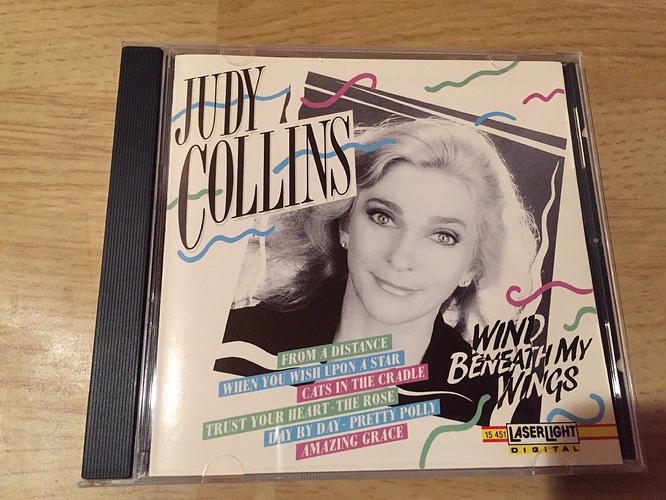 JUDY
COLLINS
WIND
BENEATH MY
WINGS
FROM A DISTANCE
WHEN YOU WISH UPON A STAR
CATS IN THE CRADLE
TRUST YOUR HEART · THE ROSE
DAY BY DAY · PRETTY POLLY
AMAZING GRACE
15 451 LASERLIGHT
DIGITAL